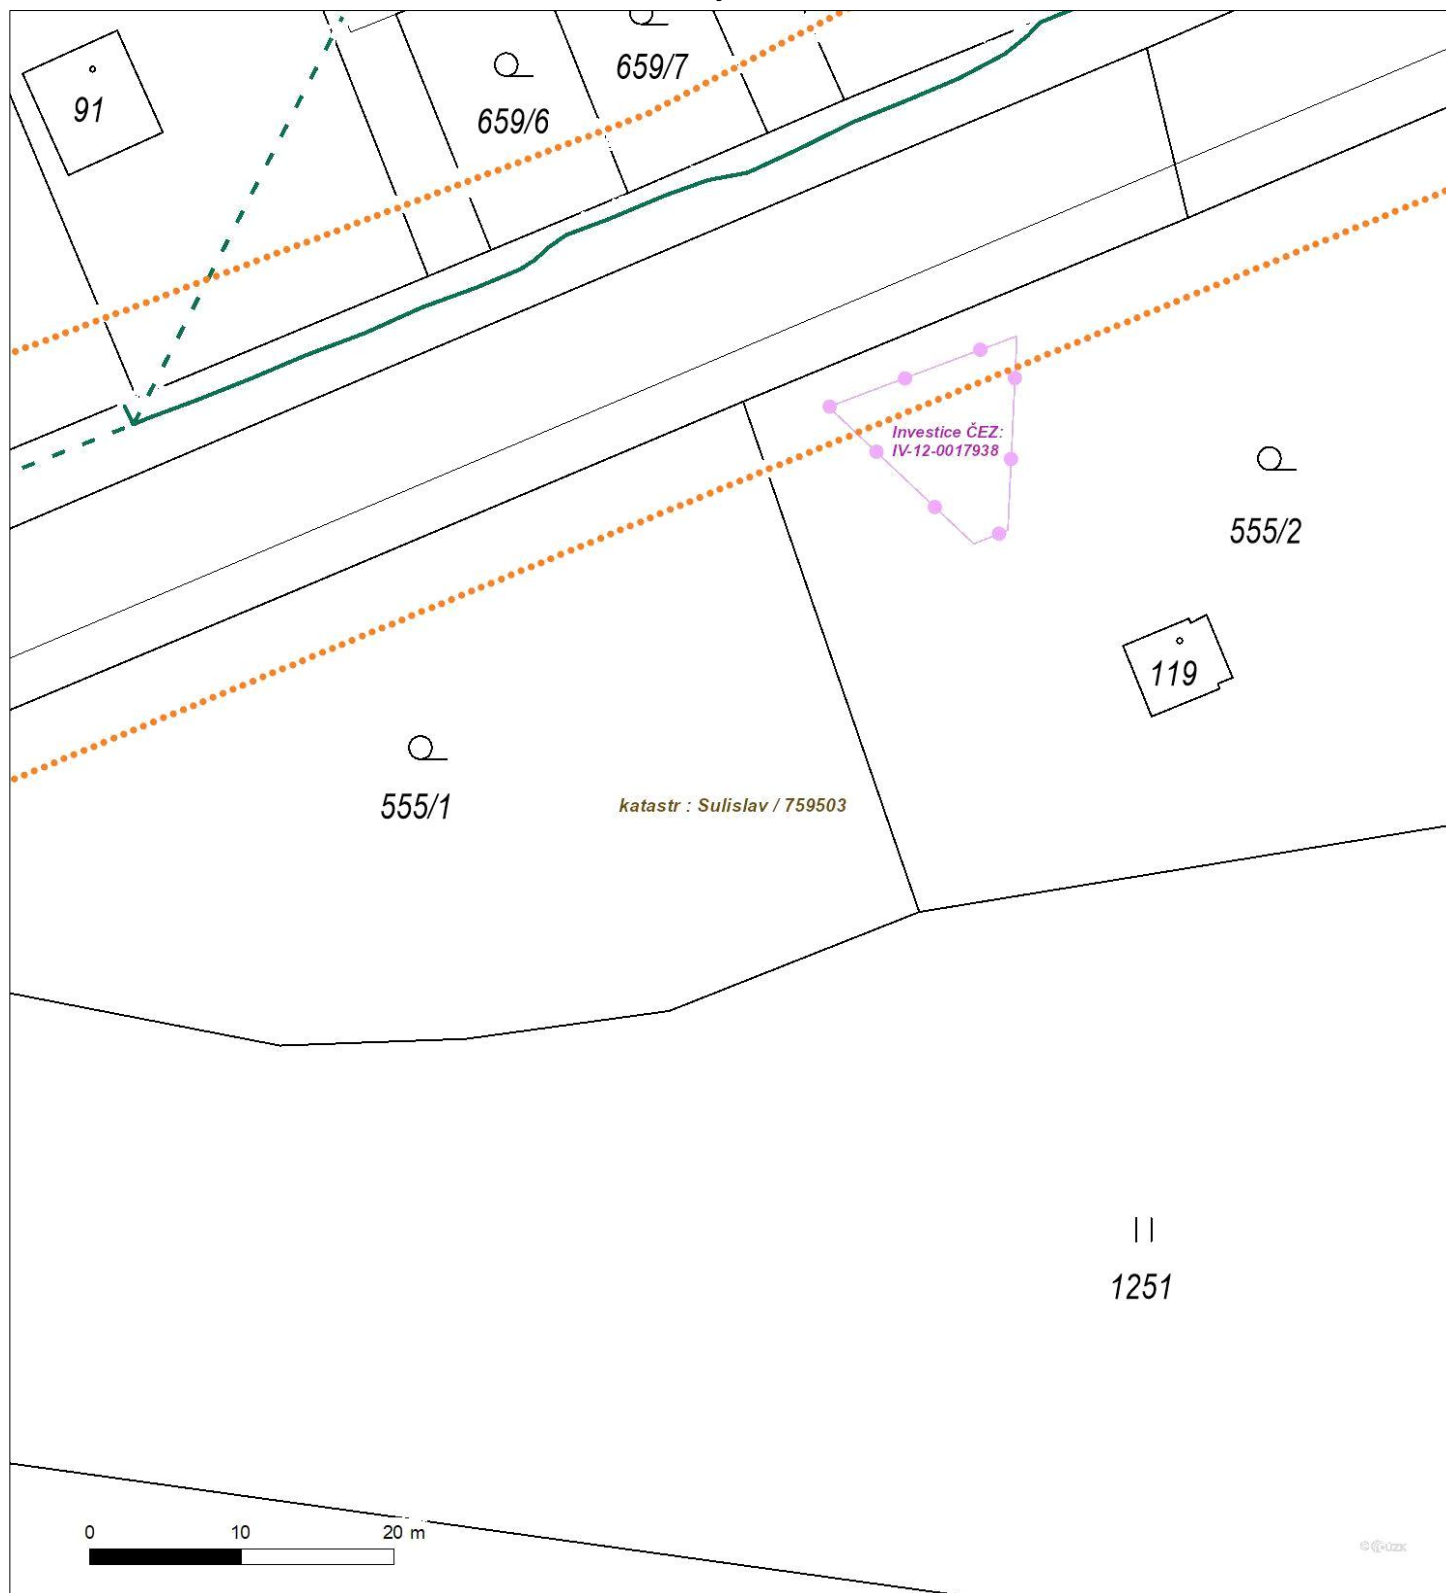 659/7
91
659/6
Investice ČEZ:
IV-12-0017938
555/2
119
555/1
katastr : Sulislav / 759503
1251
0 10 20 m
© ČÚZK